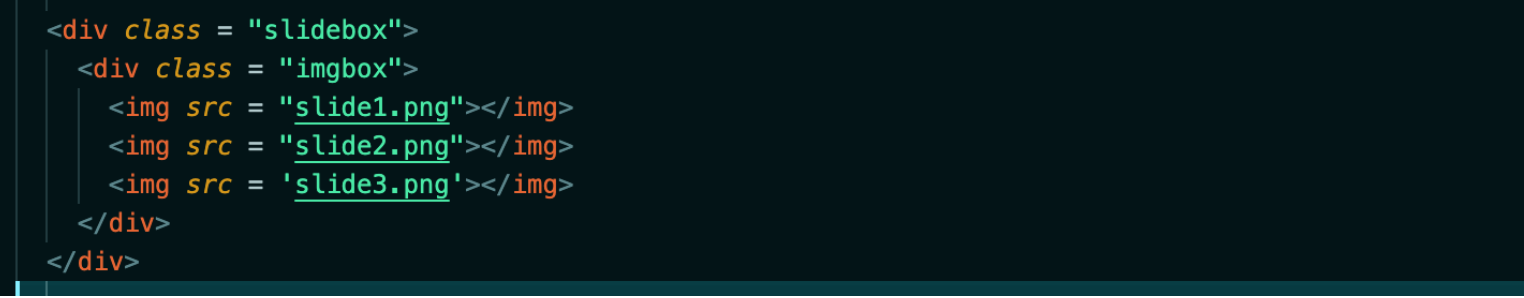 <div class = "slidebox">
<div class = "imgbox">
<img src = "slide1.png"></img>
<img src = "slide2.png"></img>
<img src = 'slide3.png'></img>
</div>
</div>